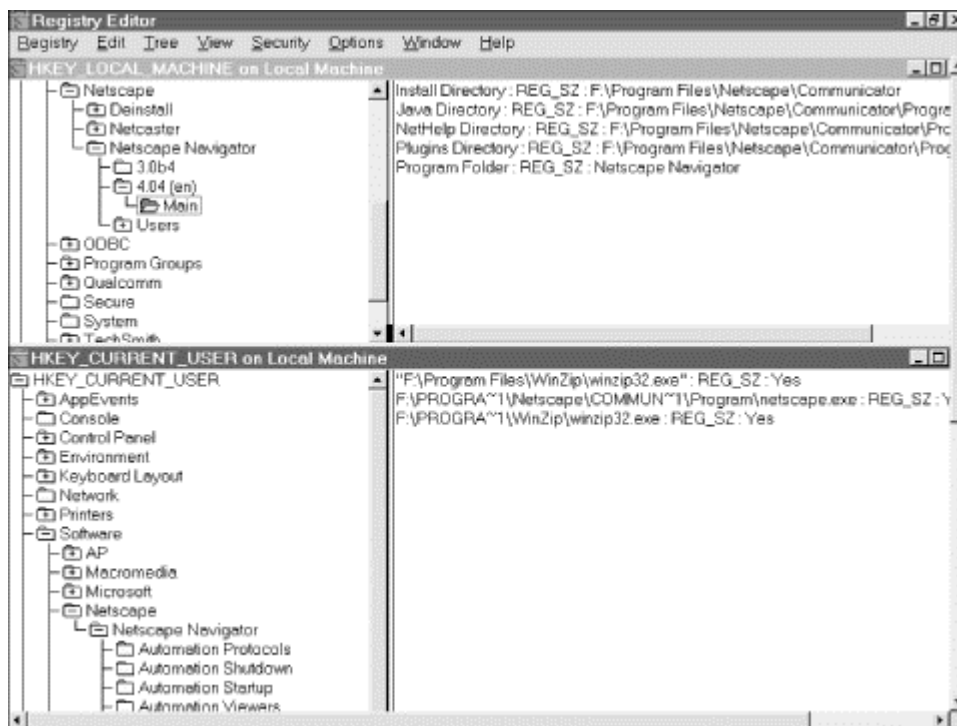 Registry Editor
Registry Edit Tree View Security Options Window Help
HKEY_LOCAL_MACHINE on Local Machine
Netscape
Deinstall
Netcaster
Netscape Navigator
3.0b4
4.04 (en)
Main
Users
ODBC
Program Groups
Qualcomm
Secure
System
TechSmith
Install Directory : REG_SZ : F:\Program Files\Netscape\Communicator
Java Directory : REG_SZ : F:\Program Files\Netscape\Communicator\Progra
NetHelp Directory : REG_SZ : F:\Program Files\Netscape\Communicator\Prc
Plugins Directory : REG_SZ : F:\Program Files\Netscape\Communicator\Prog
Program Folder : REG_SZ : Netscape Navigator
HKEY_CURRENT_USER on Local Machine
HKEY_CURRENT_USER
AppEvents
Console
Control Panel
Environment
Keyboard Layout
Network
Printers
Software
AP
Macromedia
Microsoft
Netscape
Netscape Navigator
Automation Protocols
Automation Shutdown
Automation Startup
Automation Viewers
"F:\Program Files\WinZip\winzip32.exe" : REG_SZ : Yes
F:\PROGRA~1\Netscape\COMMUN~1\Program\netscape.exe : REG_SZ : Y
F:\PROGRA~1\WinZip\winzip32.exe : REG_SZ : Yes